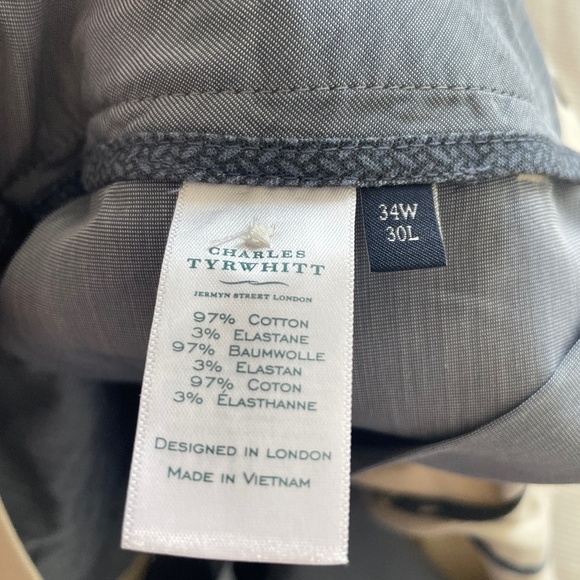 CHARLES
TYRWHITT
JERMYN STREET LONDON
97% COTTON
3% ELASTANE
97% BAUMWOLLE
3% ELASTAN
97% COTON
3% ÉLASTHANNE
DESIGNED IN LONDON
MADE IN VIETNAM
34W
30L